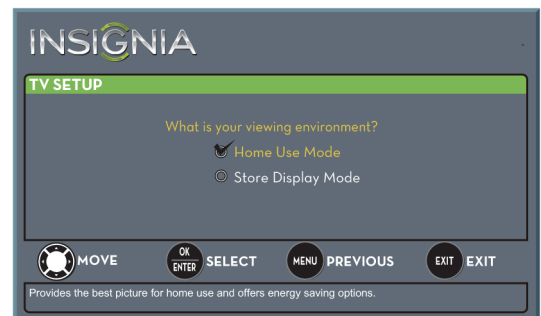 INSIGNIA
TV SETUP
What is your viewing environment?
Home Use Mode
Store Display Mode
MOVE OK ENTER SELECT MENU PREVIOUS EXIT EXIT
Provides the best picture for home use and offers energy saving options.